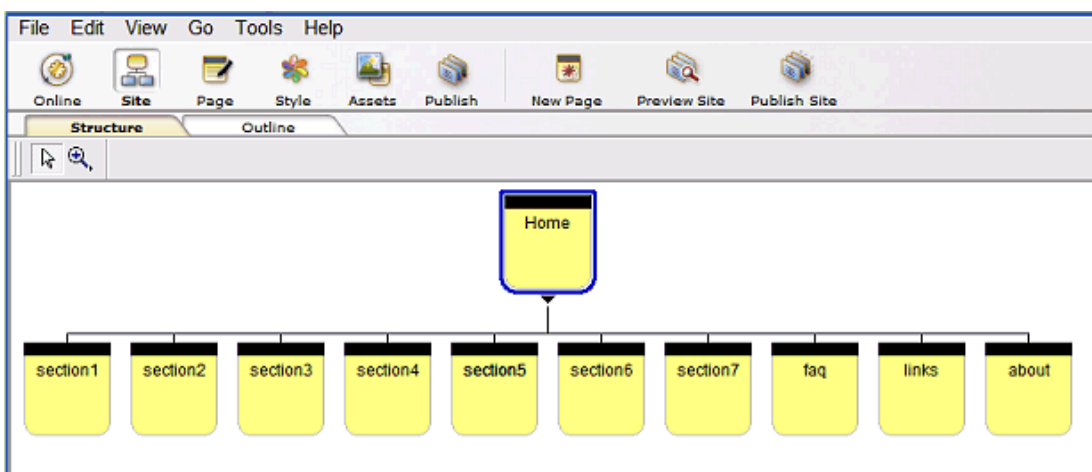 File Edit View Go Tools Help
Online Site Page Style Assets Publish New Page Preview Site Publish Site
Structure Outline
Home
section1 section2 section3 section4 section5 section6 section7 faq links about